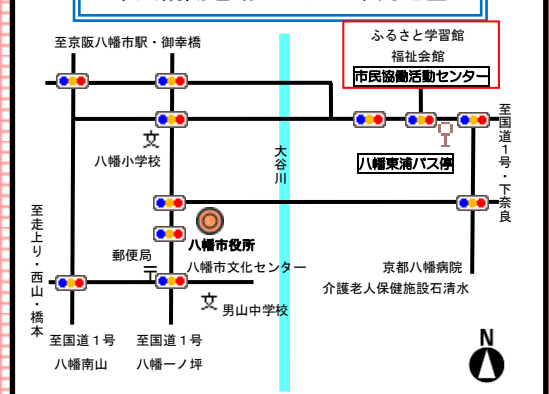 至京阪八幡市駅・御幸橋
ふるさと学習館
福祉会館
市民協働活動センター
至国道1号・下奈良
八幡小学校
大谷川
八幡東浦バス停
至走上り・西山・橋本
八幡市役所
郵便局
八幡市文化センター
京都八幡病院
介護老人保健施設石清水
男山中学校
至国道1号
八幡南山
至国道1号
八幡一ノ坪
N